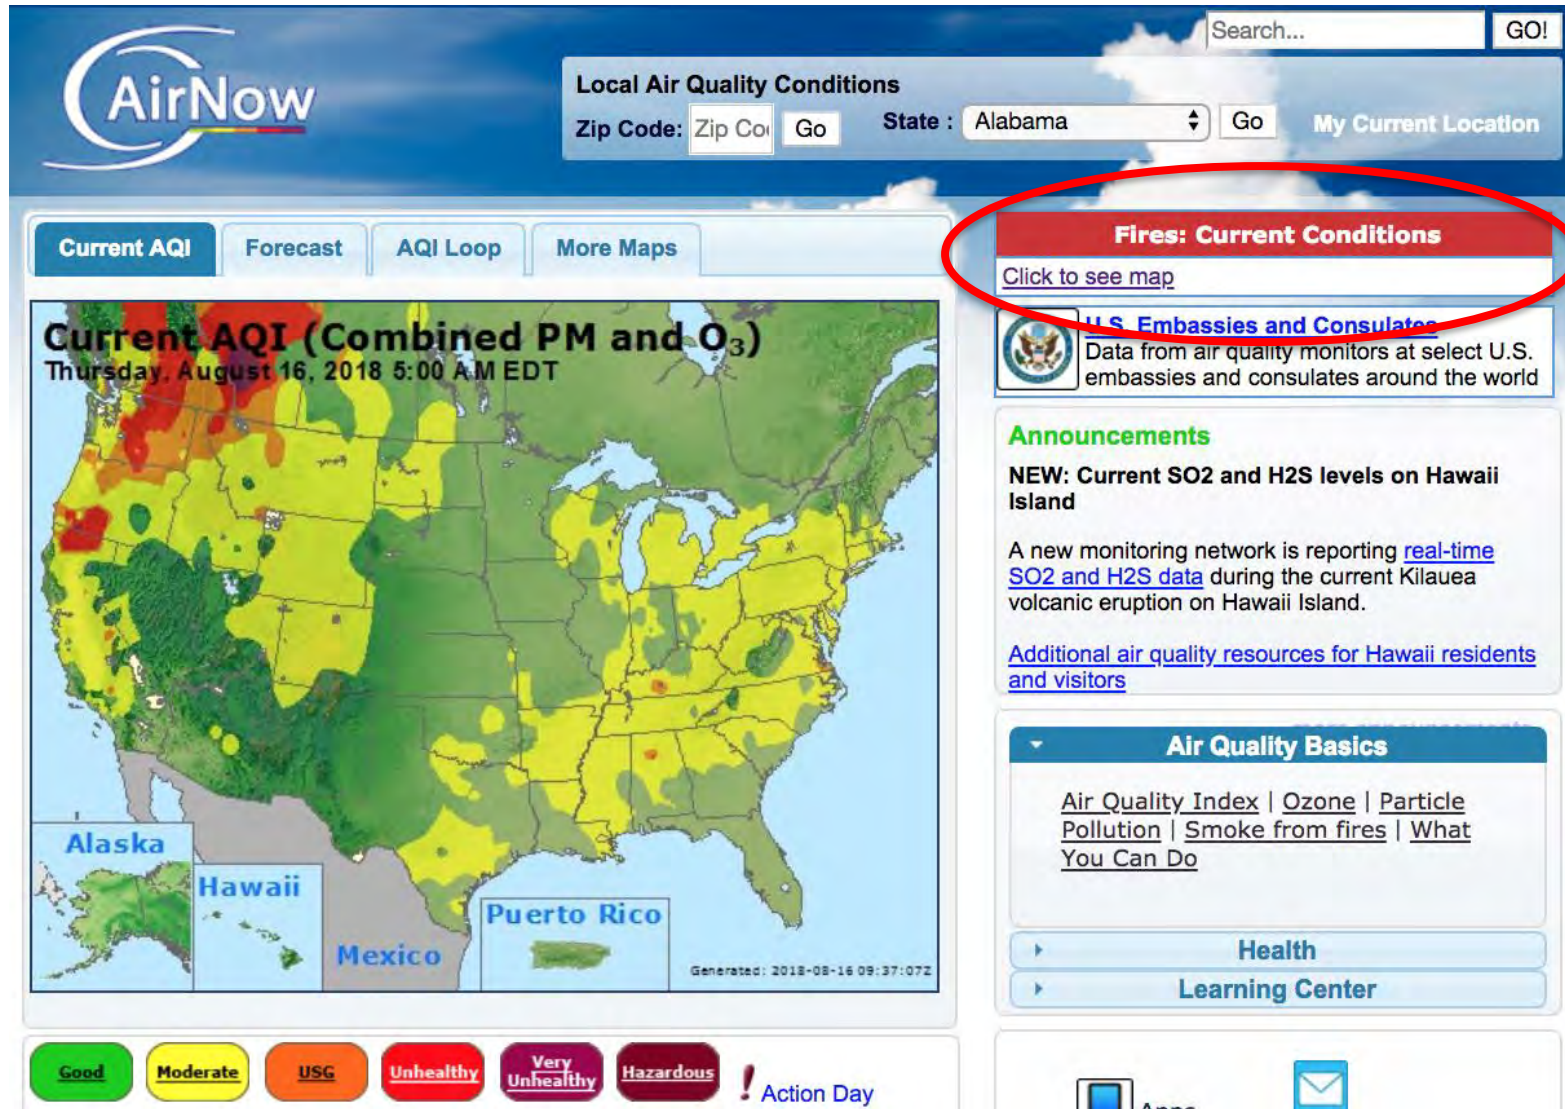 Search...
GO!
AirNow
Local Air Quality Conditions
Zip Code:
Go
State :
Alabama
Go
My Current Location
Current AQI
Forecast
AQI Loop
More Maps
Fires: Current Conditions
Click to see map
Current AQI (Combined PM and O₃)
Thursday, August 16, 2018 5:00 AM EDT
U.S. Embassies and Consulates
Data from air quality monitors at select U.S.
embassies and consulates around the world
Announcements
NEW: Current SO2 and H2S levels on Hawaii
Island
A new monitoring network is reporting real-time
SO2 and H2S data during the current Kilauea
volcanic eruption on Hawaii Island.
Additional air quality resources for Hawaii residents
and visitors
Air Quality Basics
Air Quality Index | Ozone | Particle
Pollution | Smoke from fires | What
You Can Do
Health
Learning Center
Alaska
Hawaii
Mexico
Puerto Rico
Generated: 2018-08-16 09:37:07Z
Good
Moderate
USG
Unhealthy
Very
Unhealthy
Hazardous
! Action Day